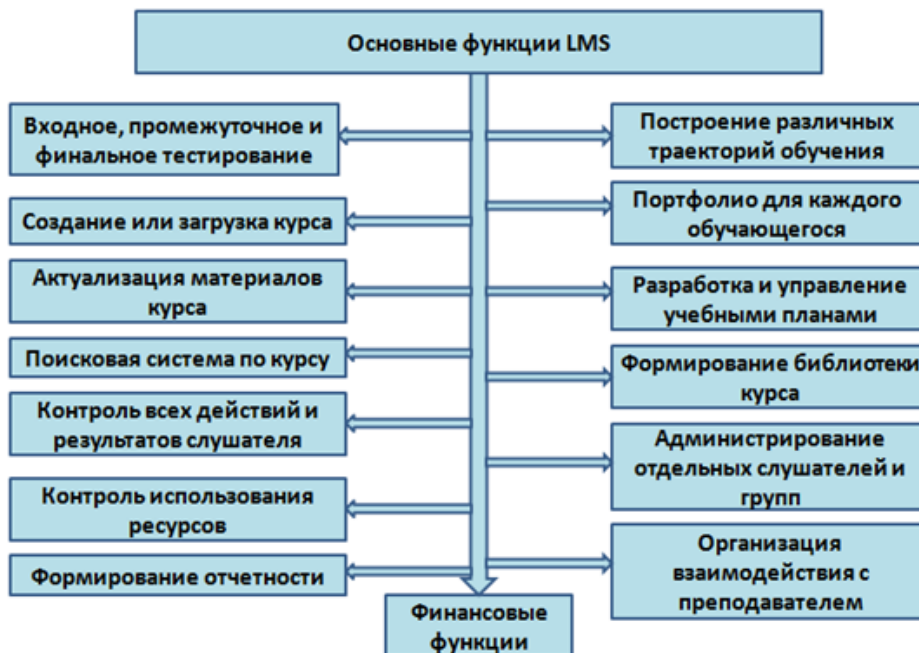 Основные функции LMS
Входное, промежуточное и
финальное тестирование
Создание или загрузка курса
Актуализация материалов
курса
Поисковая система по курсу
Контроль всех действий и
результатов слушателя
Контроль использования
ресурсов
Формирование отчетности
Построение различных
траекторий обучения
Портфолио для каждого
обучающегося
Разработка и управление
учебными планами
Формирование библиотеки
курса
Администрирование
отдельных слушателей и
групп
Организация
взаимодействия с
преподавателем
Финансовые
функции